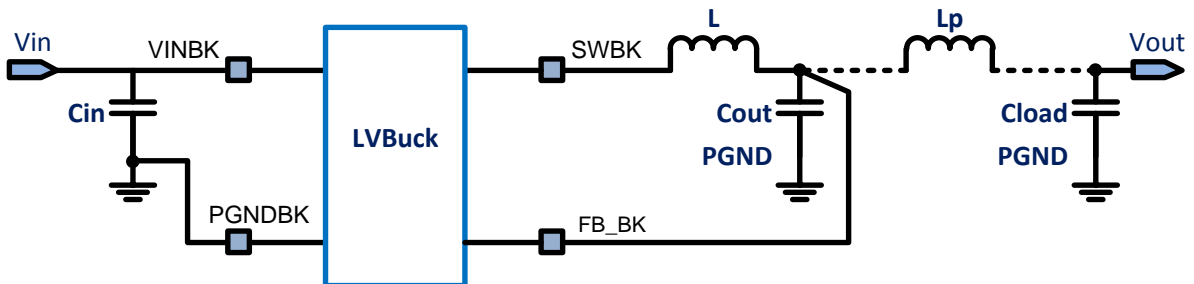 Vin
VINBK
Cin
PGNDBK
LVBuck
SWBK
FB_BK
L
Cout
PGND
Lp
Cload
PGND
Vout